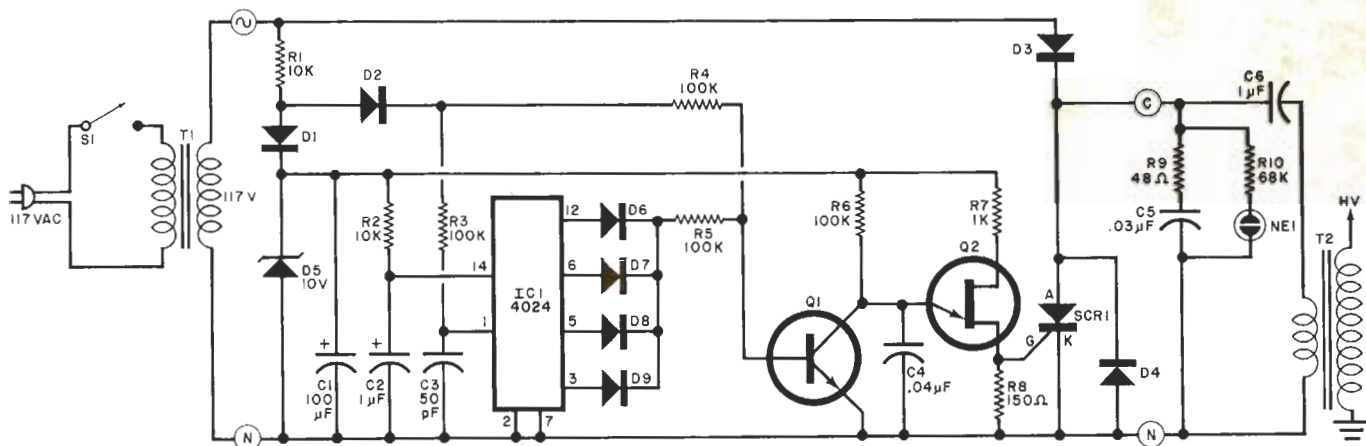 S1
117 VAC
T1
117 V
R1
10K
D1
D2
D5
10V
C1
100
µF
R2
10K
C2
1µF
R3
100K
C3
50
pF
14
1
IC1
4024
2
7
12
6
5
3
D6
D7
D8
D9
R4
100K
R5
100K
Q1
R6
100K
C4
.04µF
R7
1K
Q2
R8
150Ω
D3
A
SCR1
G
K
D4
C
N
N
R9
48Ω
C5
.03µF
R10
68K
NE1
C6
1µF
T2
HV